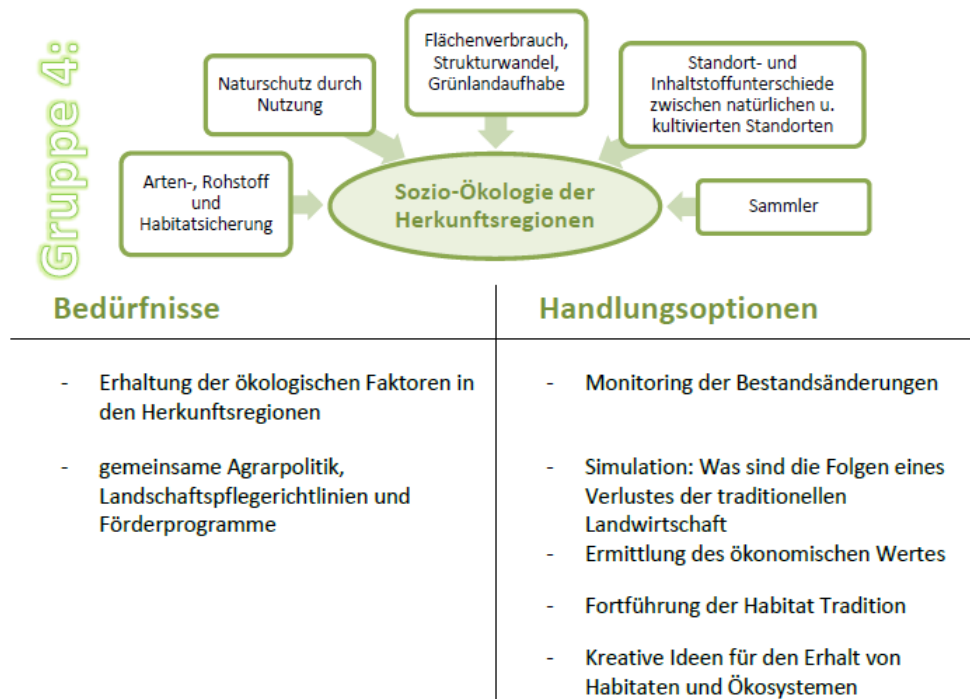 Gruppe 4:
Arten-, Rohstoff
und
Habitatsicherung
Naturschutz durch
Nutzung
Flächenverbrauch,
Strukturwandel,
Grünlandaufhabe
Standort- und
Inhaltstoffunterschiede
zwischen natürlichen u.
kultivierten Standorten
Sammler
Sozio-Ökologie der
Herkunftsregionen
Bedürfnisse
- Erhaltung der ökologischen Faktoren in
den Herkunftsregionen
- gemeinsame Agrarpolitik,
Landschaftspflegerichtlinien und
Förderprogramme
Handlungsoptionen
- Monitoring der Bestandsänderungen
- Simulation: Was sind die Folgen eines
Verlustes der traditionellen
Landwirtschaft
- Ermittlung des ökonomischen Wertes
- Fortführung der Habitat Tradition
- Kreative Ideen für den Erhalt von
Habitaten und Ökosystemen